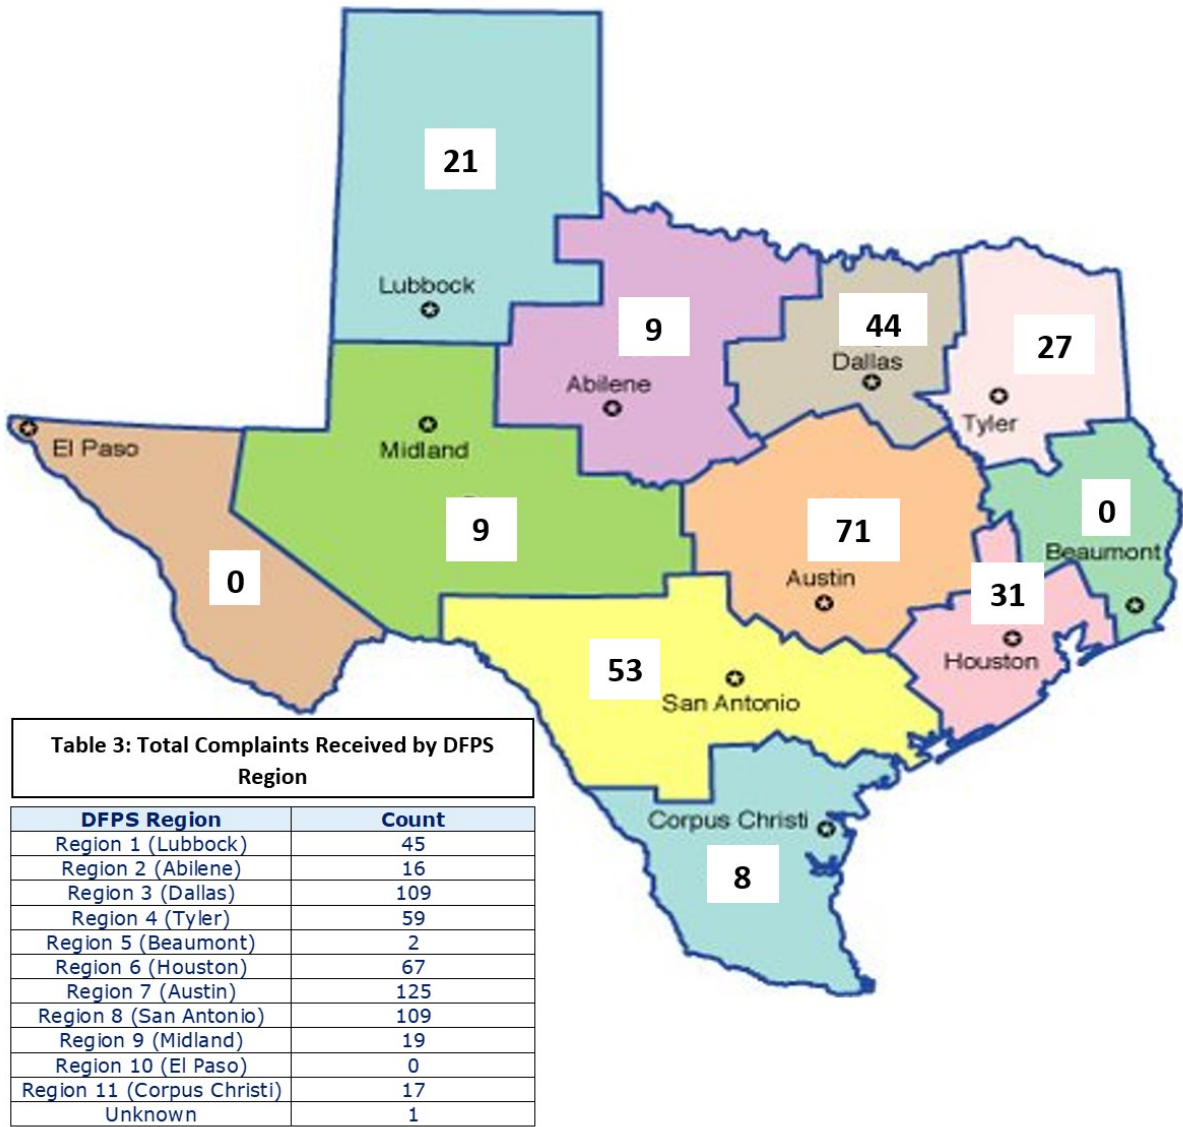 21
Lubbock
9
Abilene
44
Dallas
27
Tyler
El Paso
Midland
0
9
71
Austin
0
Beaumont
31
Houston
53
San Antonio
Corpus Christi
8
Table 3: Total Complaints Received by DFPS
Region
DFPS Region Count
Region 1 (Lubbock) 45
Region 2 (Abilene) 16
Region 3 (Dallas) 109
Region 4 (Tyler) 59
Region 5 (Beaumont) 2
Region 6 (Houston) 67
Region 7 (Austin) 125
Region 8 (San Antonio) 109
Region 9 (Midland) 19
Region 10 (El Paso) 0
Region 11 (Corpus Christi) 17
Unknown 1